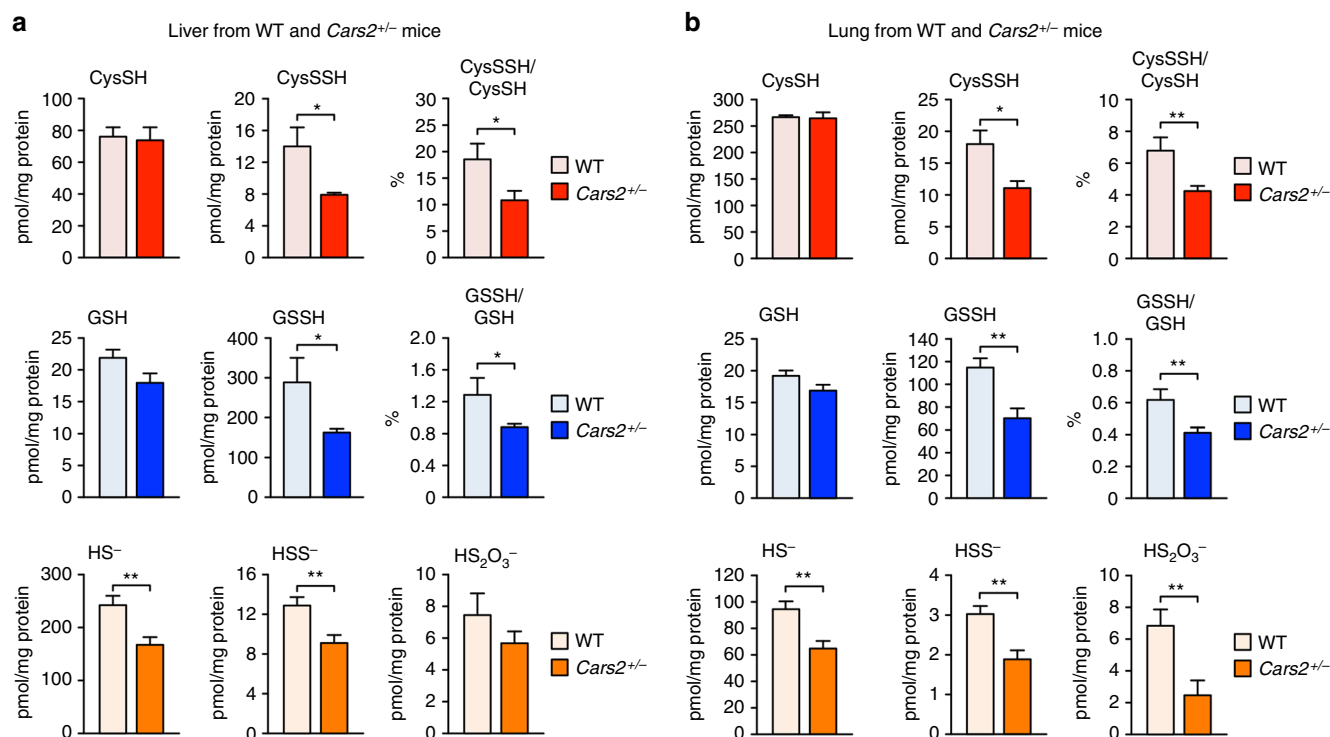 a
Liver from WT and Cars2+/− mice
CysSH
pmol/mg protein
100
80
60
40
20
0
CysSSH
pmol/mg protein
20
16
12
8
4
0
*
CysSSH/
CysSH
%
30
25
20
15
10
5
0
*
WT
Cars2+/−
GSH
pmol/mg protein
25
20
15
10
5
0
GSSH
pmol/mg protein
400
300
200
100
0
*
GSSH/
GSH
%
2.0
1.6
1.2
0.8
0.4
0
*
WT
Cars2+/−
HS−
pmol/mg protein
300
200
100
0
**
HSS−
pmol/mg protein
16
12
8
4
0
**
HS2O3−
pmol/mg protein
10
8
6
4
2
0
WT
Cars2+/−
b
Lung from WT and Cars2+/− mice
CysSH
pmol/mg protein
300
250
200
150
100
50
0
CysSSH
pmol/mg protein
25
20
15
10
5
0
*
CysSSH/
CysSH
%
10
8
6
4
2
0
**
WT
Cars2+/−
GSH
pmol/mg protein
25
20
15
10
5
0
GSSH
pmol/mg protein
140
120
100
80
60
40
20
0
**
GSSH/
GSH
%
1.0
0.8
0.6
0.4
0.2
0
**
WT
Cars2+/−
HS−
pmol/mg protein
120
100
80
60
40
20
0
**
HSS−
pmol/mg protein
4
3
2
1
0
**
HS2O3−
pmol/mg protein
10
8
6
4
2
0
**
WT
Cars2+/−